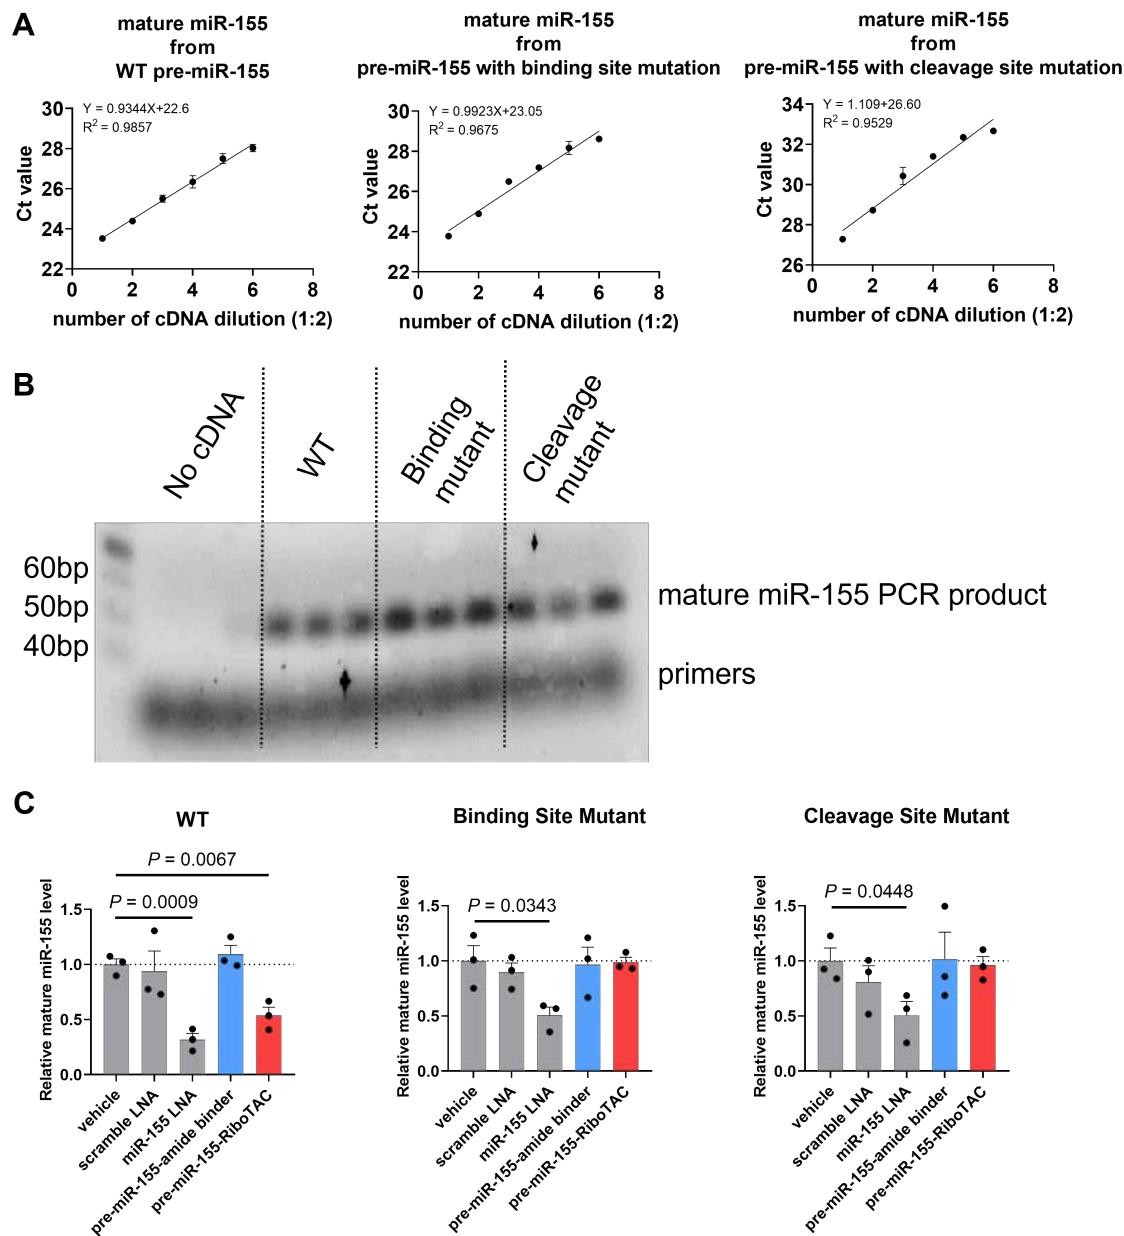 A
mature miR-155
from
WT pre-miR-155
Y = 0.9344X+22.6
R² = 0.9857
30
28
26
24
22
Ct value
0 2 4 6 8
number of cDNA dilution (1:2)
mature miR-155
from
pre-miR-155 with binding site mutation
Y = 0.9923X+23.05
R² = 0.9675
30
28
26
24
22
Ct value
0 2 4 6 8
number of cDNA dilution (1:2)
mature miR-155
from
pre-miR-155 with cleavage site mutation
Y = 1.109+26.60
R² = 0.9529
34
32
30
28
26
Ct value
0 2 4 6 8
number of cDNA dilution (1:2)
B
No cDNA
WT
Binding
mutant
Cleavage
mutant
60bp
50bp
40bp
mature miR-155 PCR product
primers
C
WT
P = 0.0067
P = 0.0009
1.5
1.0
0.5
0.0
Relative mature miR-155 level
vehicle
scramble LNA
miR-155 LNA
pre-miR-155-amide binder
pre-miR-155-RiboTAC
Binding Site Mutant
P = 0.0343
1.5
1.0
0.5
0.0
Relative mature miR-155 level
vehicle
scramble LNA
miR-155 LNA
pre-miR-155-amide binder
pre-miR-155-RiboTAC
Cleavage Site Mutant
P = 0.0448
1.5
1.0
0.5
0.0
Relative mature miR-155 level
vehicle
scramble LNA
miR-155 LNA
pre-miR-155-amide binder
pre-miR-155-RiboTAC